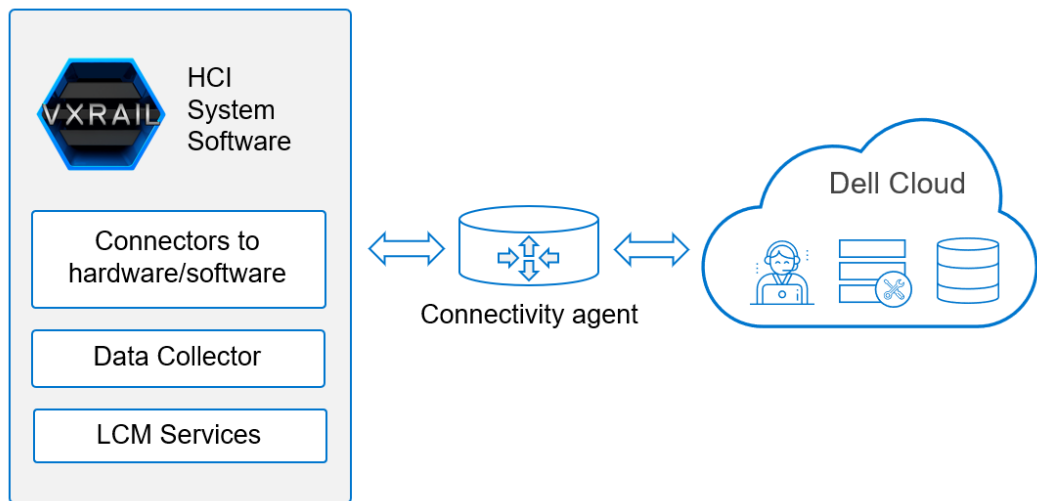 VXRAIL
HCI
System
Software
Connectors to
hardware/software
Data Collector
LCM Services
Connectivity agent
Dell Cloud